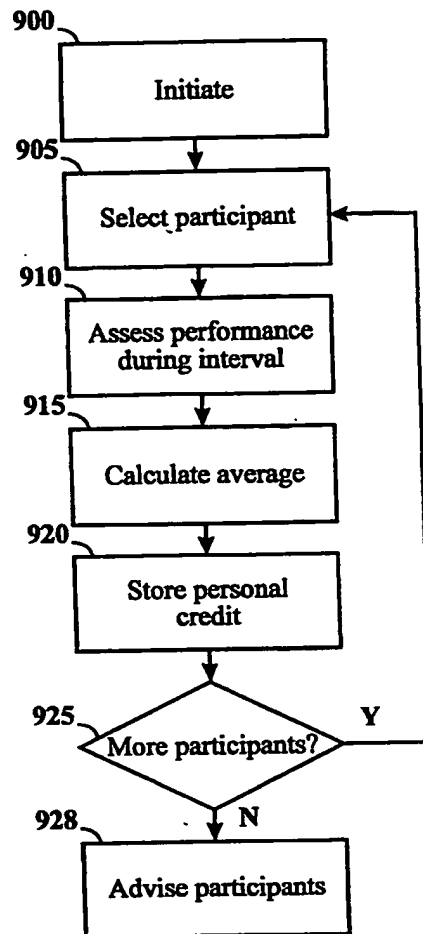 900
Initiate
905
Select participant
910
Assess performance
during interval
915
Calculate average
920
Store personal
credit
925
More participants?
Y
N
928
Advise participants